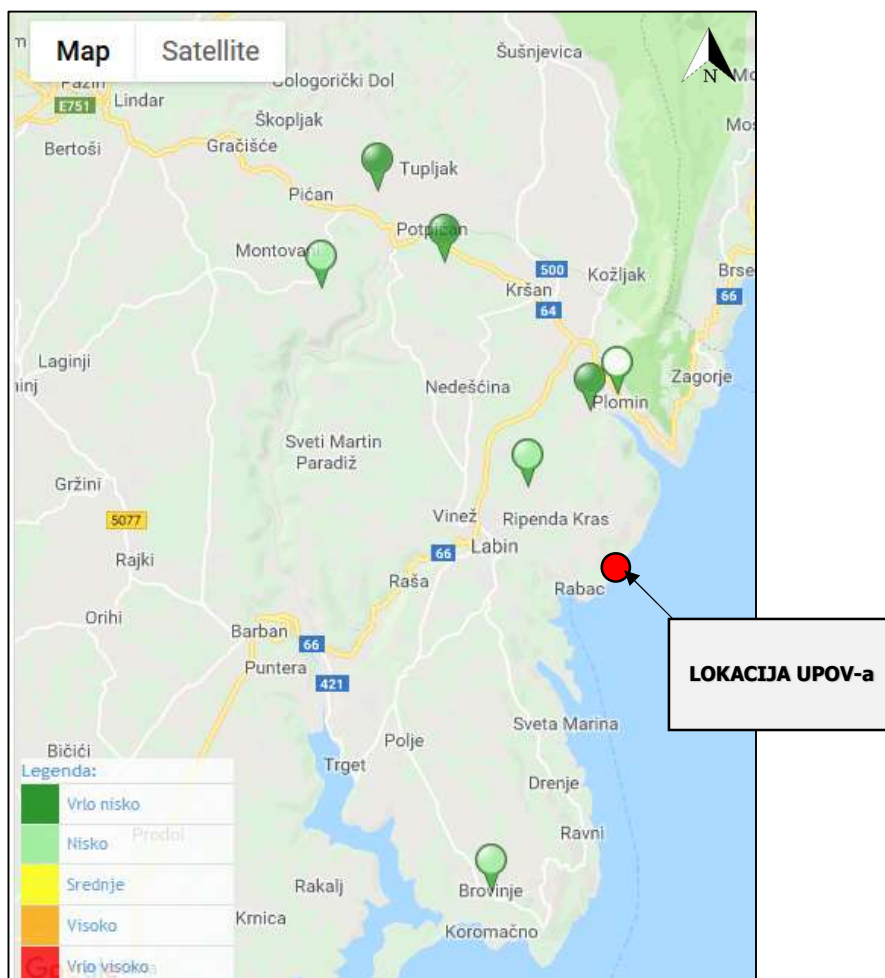 Map Satellite
Šušnjevica
N
Pazin
Gologorički Dol
E751
Lindar
Škopljak
Mos
Bertoši
Gračišće
Tupljak
Pićan
Potpićan
Montovani
500
Kožljak
Brse
Kršan
66
64
Laginji
Zagorje
Nedešćina
Plomin
Sveti Martin
Paradiž
Gržini
5077
Vinež
Ripenda Kras
66
Labin
Rajki
Raša
Rabac
Orihi
Barban
66
LOKACIJA UPOV-a
Puntera
421
Sveta Marina
Polje
Bičići
Trget
Legenda:
Drenje
Vrlo nisko
Prodol
Nisko
Ravni
Srednje
Rakalj
Brovinje
Krnica
Visoko
Koromačno
Vrlo visoko